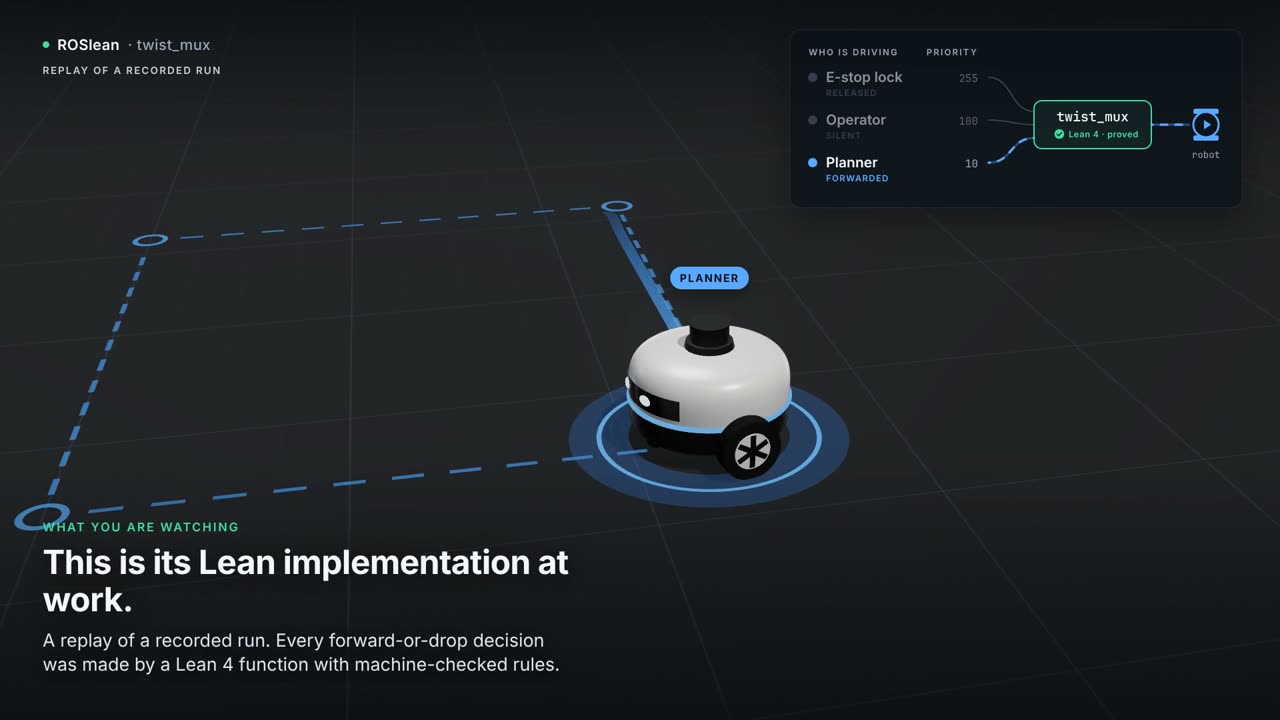 ROSlean · twist_mux
REPLAY OF A RECORDED RUN
WHO IS DRIVING PRIORITY
E-stop lock 255
RELEASED
Operator 100
SILENT
Planner 10
FORWARDED
twist_mux
Lean 4 · proved
robot
PLANNER
WHAT YOU ARE WATCHING
This is its Lean implementation at
work.
A replay of a recorded run. Every forward-or-drop decision
was made by a Lean 4 function with machine-checked rules.